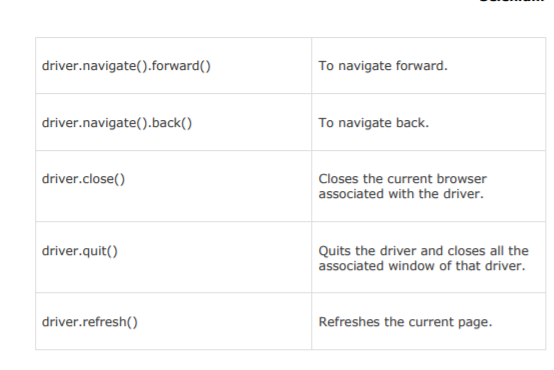 driver.navigate().forward()
To navigate forward.
driver.navigate().back()
To navigate back.
driver.close()
Closes the current browser
associated with the driver.
driver.quit()
Quits the driver and closes all the
associated window of that driver.
driver.refresh()
Refreshes the current page.